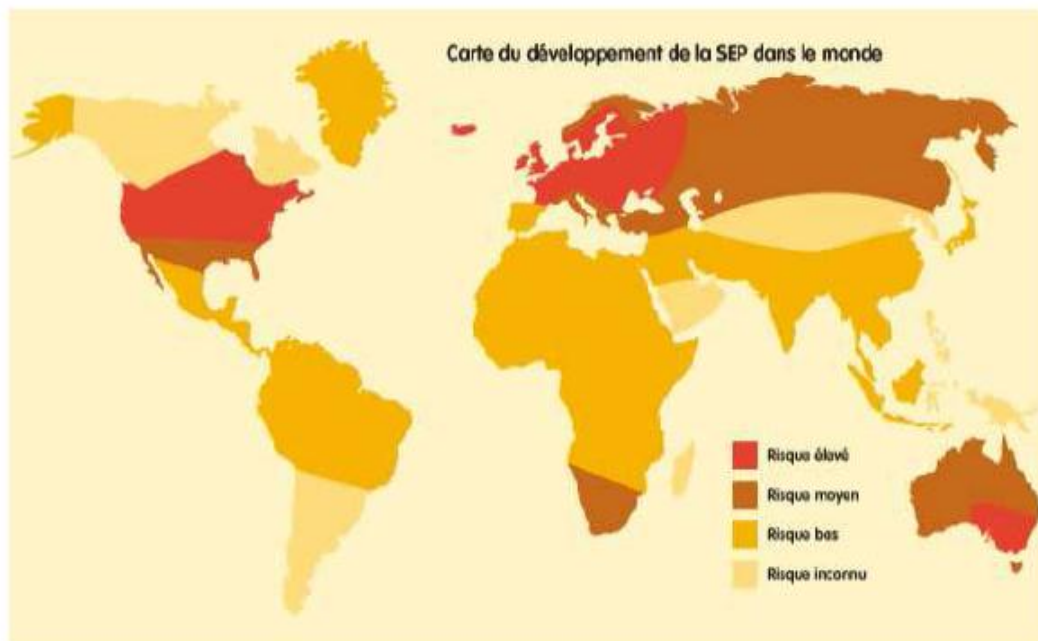 Carte du développement de la SEP dans le monde
Risque élevé
Risque moyen
Risque bas
Risque inconnu